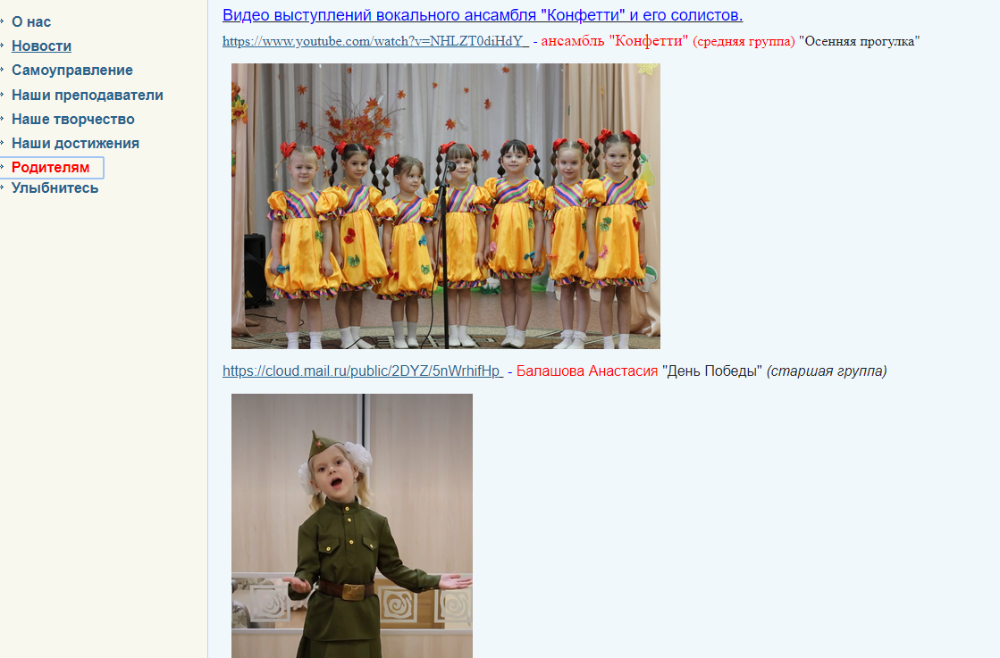 О нас
Новости
Самоуправление
Наши преподаватели
Наше творчество
Наши достижения
Родителям
Улыбнитесь
Видео выступлений вокального ансамбля "Конфетти" и его солистов.
https://www.youtube.com/watch?v=NHLZT0diHdY - ансамбль "Конфетти" (средняя группа) "Осенняя прогулка"
https://cloud.mail.ru/public/2DYZ/5nWrhifHp - Балашова Анастасия "День Победы" (старшая группа)